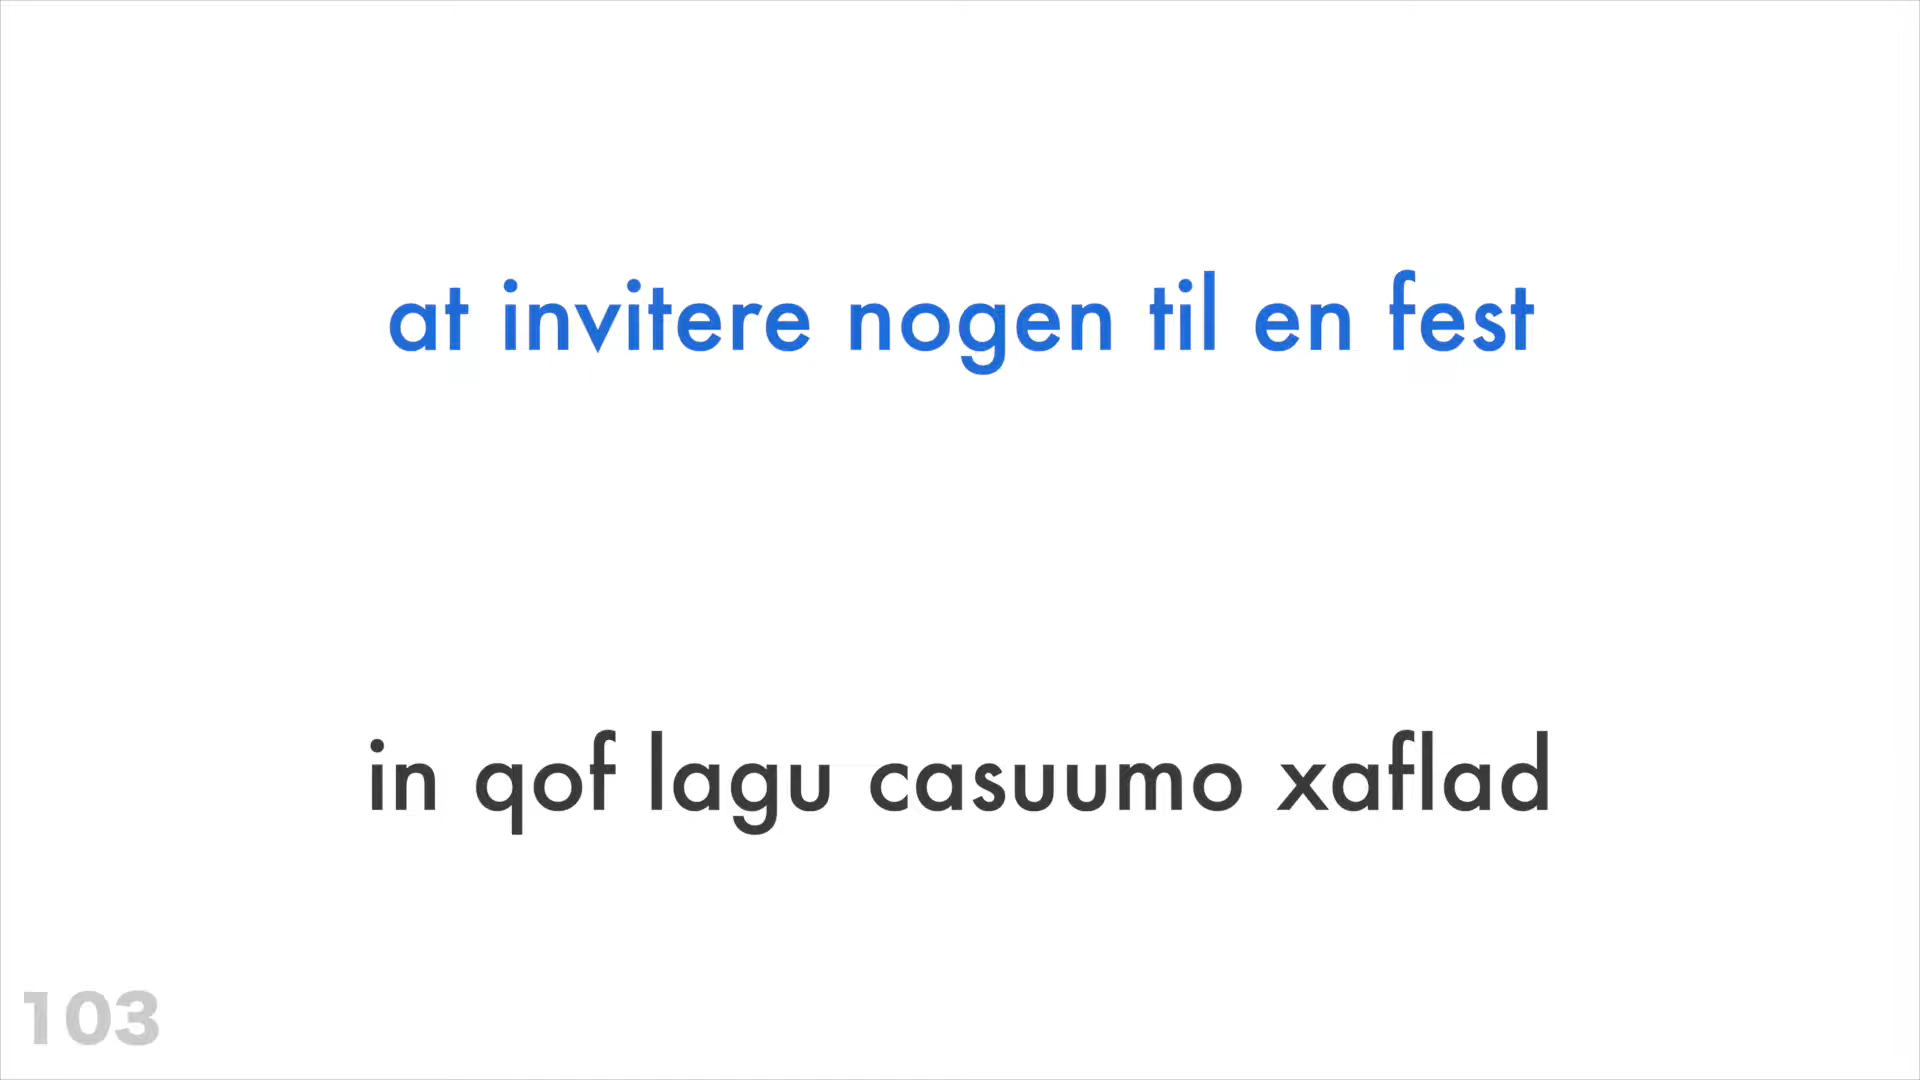 at invitere nogen til en fest
in qof lagu casuumo xaflad
103